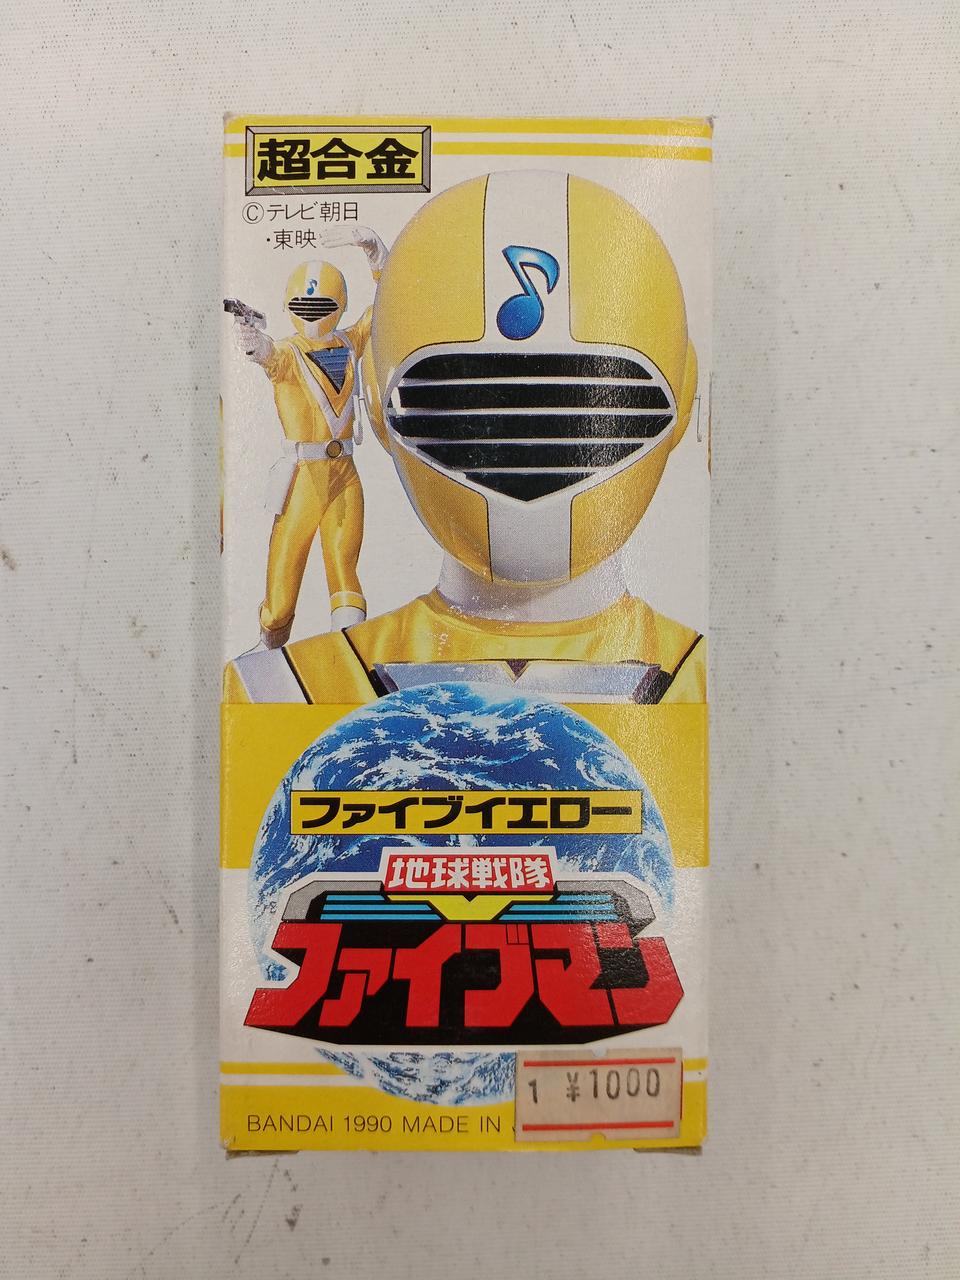 超合金
©テレビ朝日
・東映
ファイブイエロー
地球戦隊
ファイブマン
1 ¥1000
BANDAI 1990 MADE IN